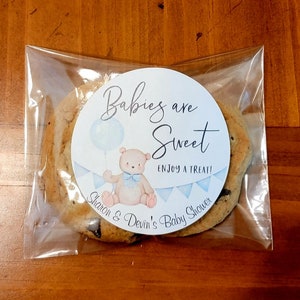 Babies are
Sweet
ENJOY A TREAT!
Sharon & Devin's Baby Shower